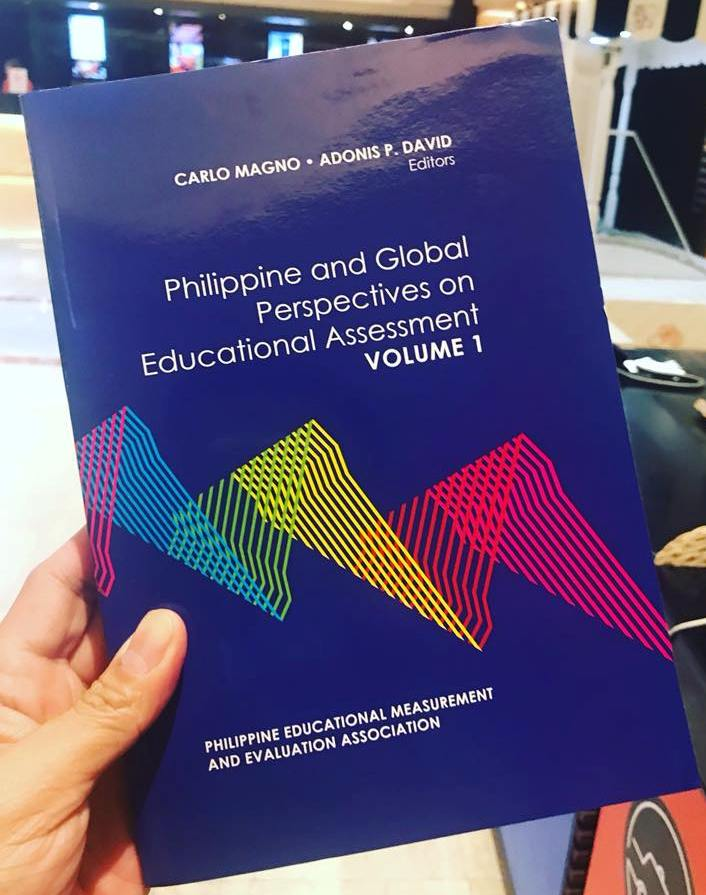 CARLO MAGNO • ADONIS P. DAVID
Editors
Philippine and Global
Perspectives on
Educational Assessment
VOLUME 1
PHILIPPINE EDUCATIONAL MEASUREMENT
AND EVALUATION ASSOCIATION